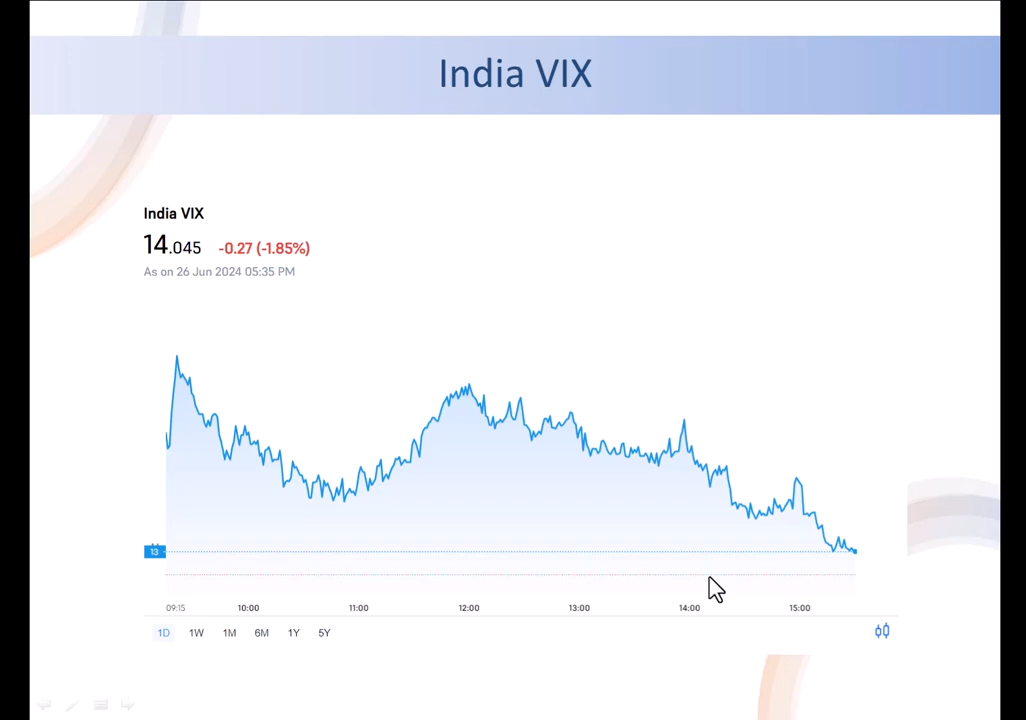 India VIX
India VIX
14.045 -0.27 (-1.85%)
As on 26 Jun 2024 05:35 PM
13
09:15 10:00 11:00 12:00 13:00 14:00 15:00
1D 1W 1M 6M 1Y 5Y